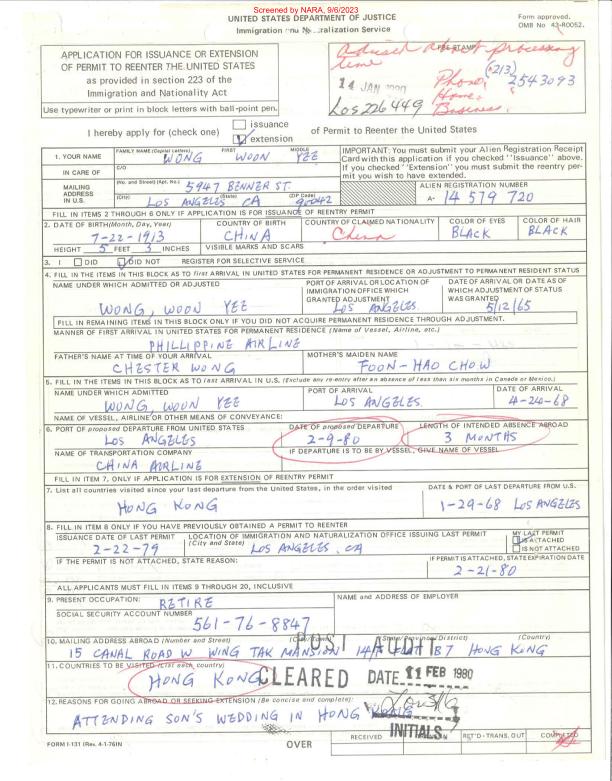 Screened by NARA, 9/6/2023
UNITED STATES DEPARTMENT OF JUSTICE
Immigration and Naturalization Service
Form approved.
OMB No 43-R0052.
APPLICATION FOR ISSUANCE OR EXTENSION
OF PERMIT TO REENTER THE UNITED STATES
as provided in section 223 of the
Immigration and Nationality Act
Use typewriter or print in block letters with ball-point pen.
FEE STAMP
Advised about processing
time
14 JAN 1980
Los 226449
Phone: (213)
Home: 2543093
Business:
I hereby apply for (check one)
issuance
extension
of Permit to Reenter the United States
1. YOUR NAME
FAMILY NAME (Capital Letters) FIRST MIDDLE
WONG WOON YEE
IN CARE OF
C/O
MAILING
ADDRESS
IN U.S.
(No. and Street) (Apt. No.)
5947 BENNER ST.
(City) (State) (ZIP Code)
LOS ANGELES CA 90042
IMPORTANT: You must submit your Alien Registration Receipt
Card with this application if you checked "Issuance" above.
If you checked "Extension" you must submit the reentry per-
mit you wish to have extended.
ALIEN REGISTRATION NUMBER
A- 14 579 720
FILL IN ITEMS 2 THROUGH 6 ONLY IF APPLICATION IS FOR ISSUANCE OF REENTRY PERMIT
2. DATE OF BIRTH (Month, Day, Year) COUNTRY OF BIRTH COUNTRY OF CLAIMED NATIONALITY COLOR OF EYES COLOR OF HAIR
7-22-1913 CHINA China BLACK BLACK
HEIGHT 5 FEET 3 INCHES VISIBLE MARKS AND SCARS
3. I DID DID NOT REGISTER FOR SELECTIVE SERVICE
4. FILL IN THE ITEMS IN THIS BLOCK AS TO first ARRIVAL IN UNITED STATES FOR PERMANENT RESIDENCE OR ADJUSTMENT TO PERMANENT RESIDENT STATUS
NAME UNDER WHICH ADMITTED OR ADJUSTED
WONG, WOON YEE
PORT OF ARRIVAL OR LOCATION OF
IMMIGRATION OFFICE WHICH
GRANTED ADJUSTMENT
LOS ANGELES
DATE OF ARRIVAL OR DATE AS OF
WHICH ADJUSTMENT OF STATUS
WAS GRANTED
5/12/65
FILL IN REMAINING ITEMS IN THIS BLOCK ONLY IF YOU DID NOT ACQUIRE PERMANENT RESIDENCE THROUGH ADJUSTMENT.
MANNER OF FIRST ARRIVAL IN UNITED STATES FOR PERMANENT RESIDENCE (Name of Vessel, Airline, etc.)
PHILLIPPINE AIRLINE
FATHER'S NAME AT TIME OF YOUR ARRIVAL MOTHER'S MAIDEN NAME
CHESTER WONG FOON-HAO CHOW
5. FILL IN THE ITEMS IN THIS BLOCK AS TO last ARRIVAL IN U.S. (Exclude any re-entry after an absence of less than six months in Canada or Mexico.)
NAME UNDER WHICH ADMITTED PORT OF ARRIVAL DATE OF ARRIVAL
WONG, WOON YEE LOS ANGELES 4-24-68
NAME OF VESSEL, AIRLINE OR OTHER MEANS OF CONVEYANCE:
6. PORT OF proposed DEPARTURE FROM UNITED STATES DATE OF proposed DEPARTURE LENGTH OF INTENDED ABSENCE ABROAD
LOS ANGELES 2-9-80 3 MONTHS
NAME OF TRANSPORTATION COMPANY IF DEPARTURE IS TO BE BY VESSEL, GIVE NAME OF VESSEL
CHINA AIRLINE
FILL IN ITEM 7, ONLY IF APPLICATION IS FOR EXTENSION OF REENTRY PERMIT
7. List all countries visited since your last departure from the United States, in the order visited DATE & PORT OF LAST DEPARTURE FROM U.S.
HONG KONG 1-29-68 LOS ANGELES
8. FILL IN ITEM 8 ONLY IF YOU HAVE PREVIOUSLY OBTAINED A PERMIT TO REENTER
ISSUANCE DATE OF LAST PERMIT LOCATION OF IMMIGRATION AND NATURALIZATION OFFICE ISSUING LAST PERMIT MY LAST PERMIT
(City and State) IS ATTACHED
2-22-79 LOS ANGELES, CA IS NOT ATTACHED
IF THE PERMIT IS NOT ATTACHED, STATE REASON: IF PERMIT IS ATTACHED, STATE EXPIRATION DATE
2-21-80
ALL APPLICANTS MUST FILL IN ITEMS 9 THROUGH 20, INCLUSIVE
9. PRESENT OCCUPATION: RETIRE NAME AND ADDRESS OF EMPLOYER
SOCIAL SECURITY ACCOUNT NUMBER
561-76-8847
10. MAILING ADDRESS ABROAD (Number and Street) (City/Town) (State/Province/District) (Country)
15 CANAL ROAD W WING TAK MANSION 14/F FLAT B7 HONG KONG
POST AUDIT
11. COUNTRIES TO BE VISITED (List each country)
HONG KONG
CLEARED DATE 11 FEB 1980
12. REASONS FOR GOING ABROAD OR SEEKING EXTENSION (Be concise and complete):
ATTENDING SON'S WEDDING IN HONG KONG
INITIALS
FORM I-131 (Rev. 4-1-76)N
OVER
RECEIVED RET'D-TRANS. OUT COMPLETED